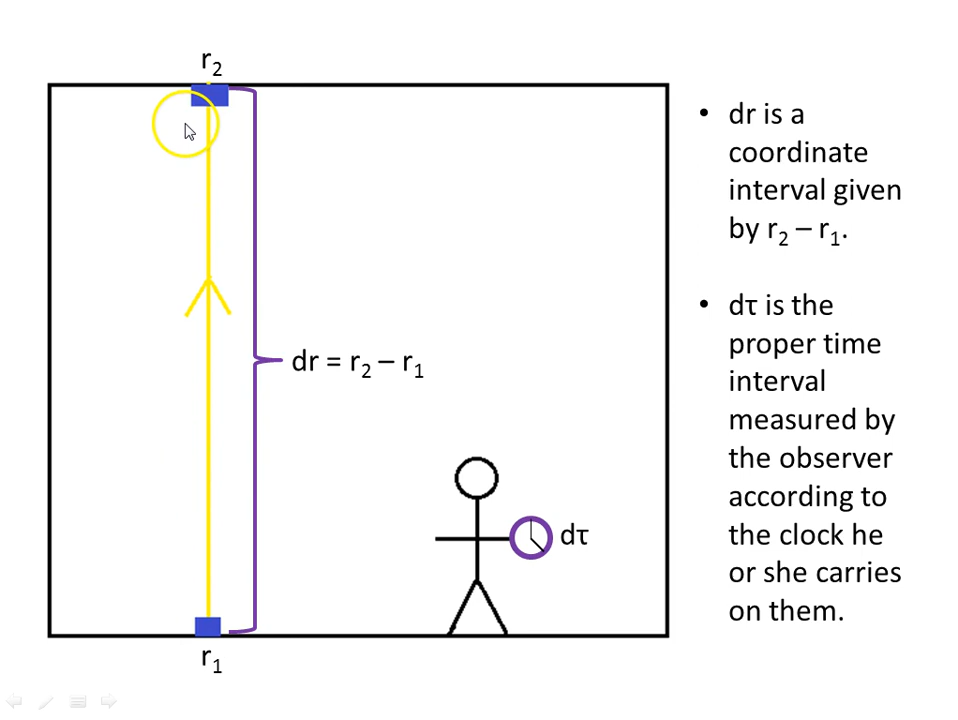 r₂
dr = r₂ – r₁
dτ
r₁
• dr is a
coordinate
interval given
by r₂ – r₁.
• dτ is the
proper time
interval
measured by
the observer
according to
the clock he
or she carries
on them.